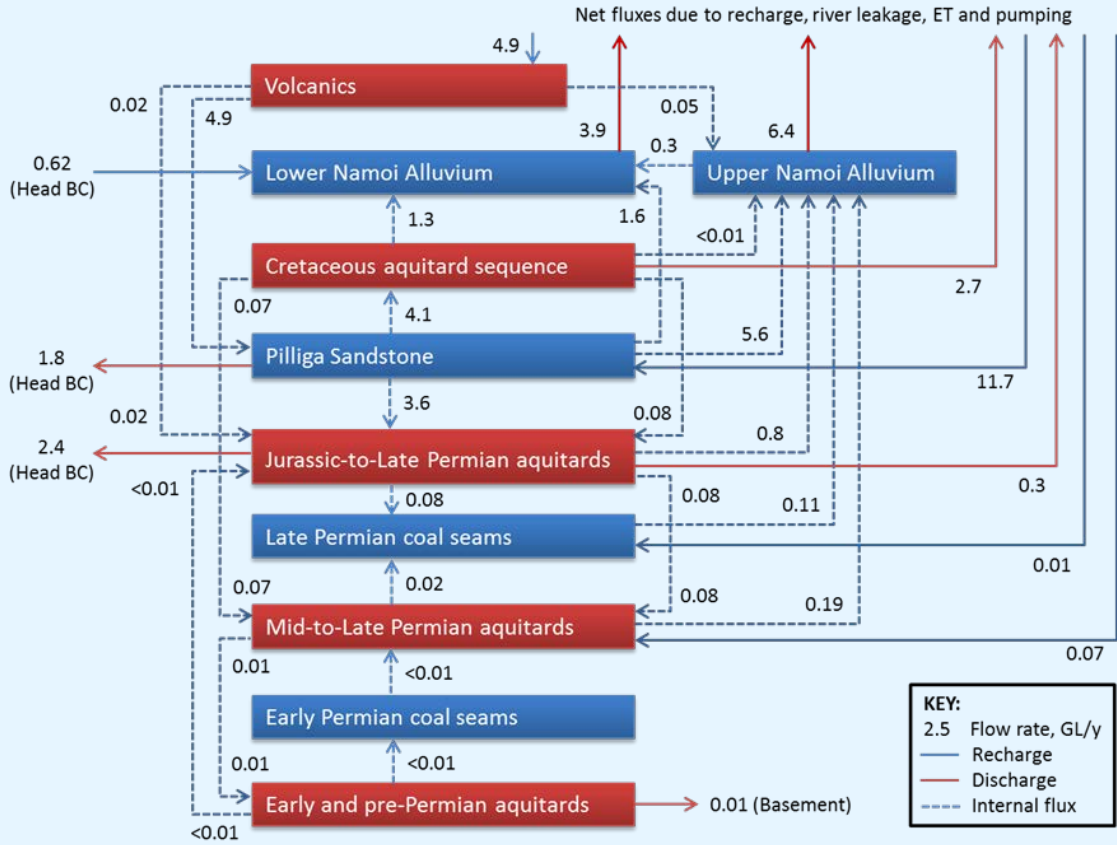 Net fluxes due to recharge, river leakage, ET and pumping
4.9
Volcanics
0.02
4.9
0.05
3.9
6.4
0.3
0.62
(Head BC)
Lower Namoi Alluvium
Upper Namoi Alluvium
1.3
1.6
<0.01
Cretaceous aquitard sequence
0.07
2.7
4.1
5.6
Pilliga Sandstone
1.8
(Head BC)
11.7
3.6
0.02
0.08
2.4
(Head BC)
Jurassic-to-Late Permian aquitards
0.8
<0.01
0.3
0.08
0.08
0.11
Late Permian coal seams
0.01
0.02
0.07
0.08
0.19
Mid-to-Late Permian aquitards
0.07
0.01
<0.01
Early Permian coal seams
0.01
<0.01
Early and pre-Permian aquitards
0.01 (Basement)
<0.01
KEY:
2.5 Flow rate, GL/y
Recharge
Discharge
Internal flux